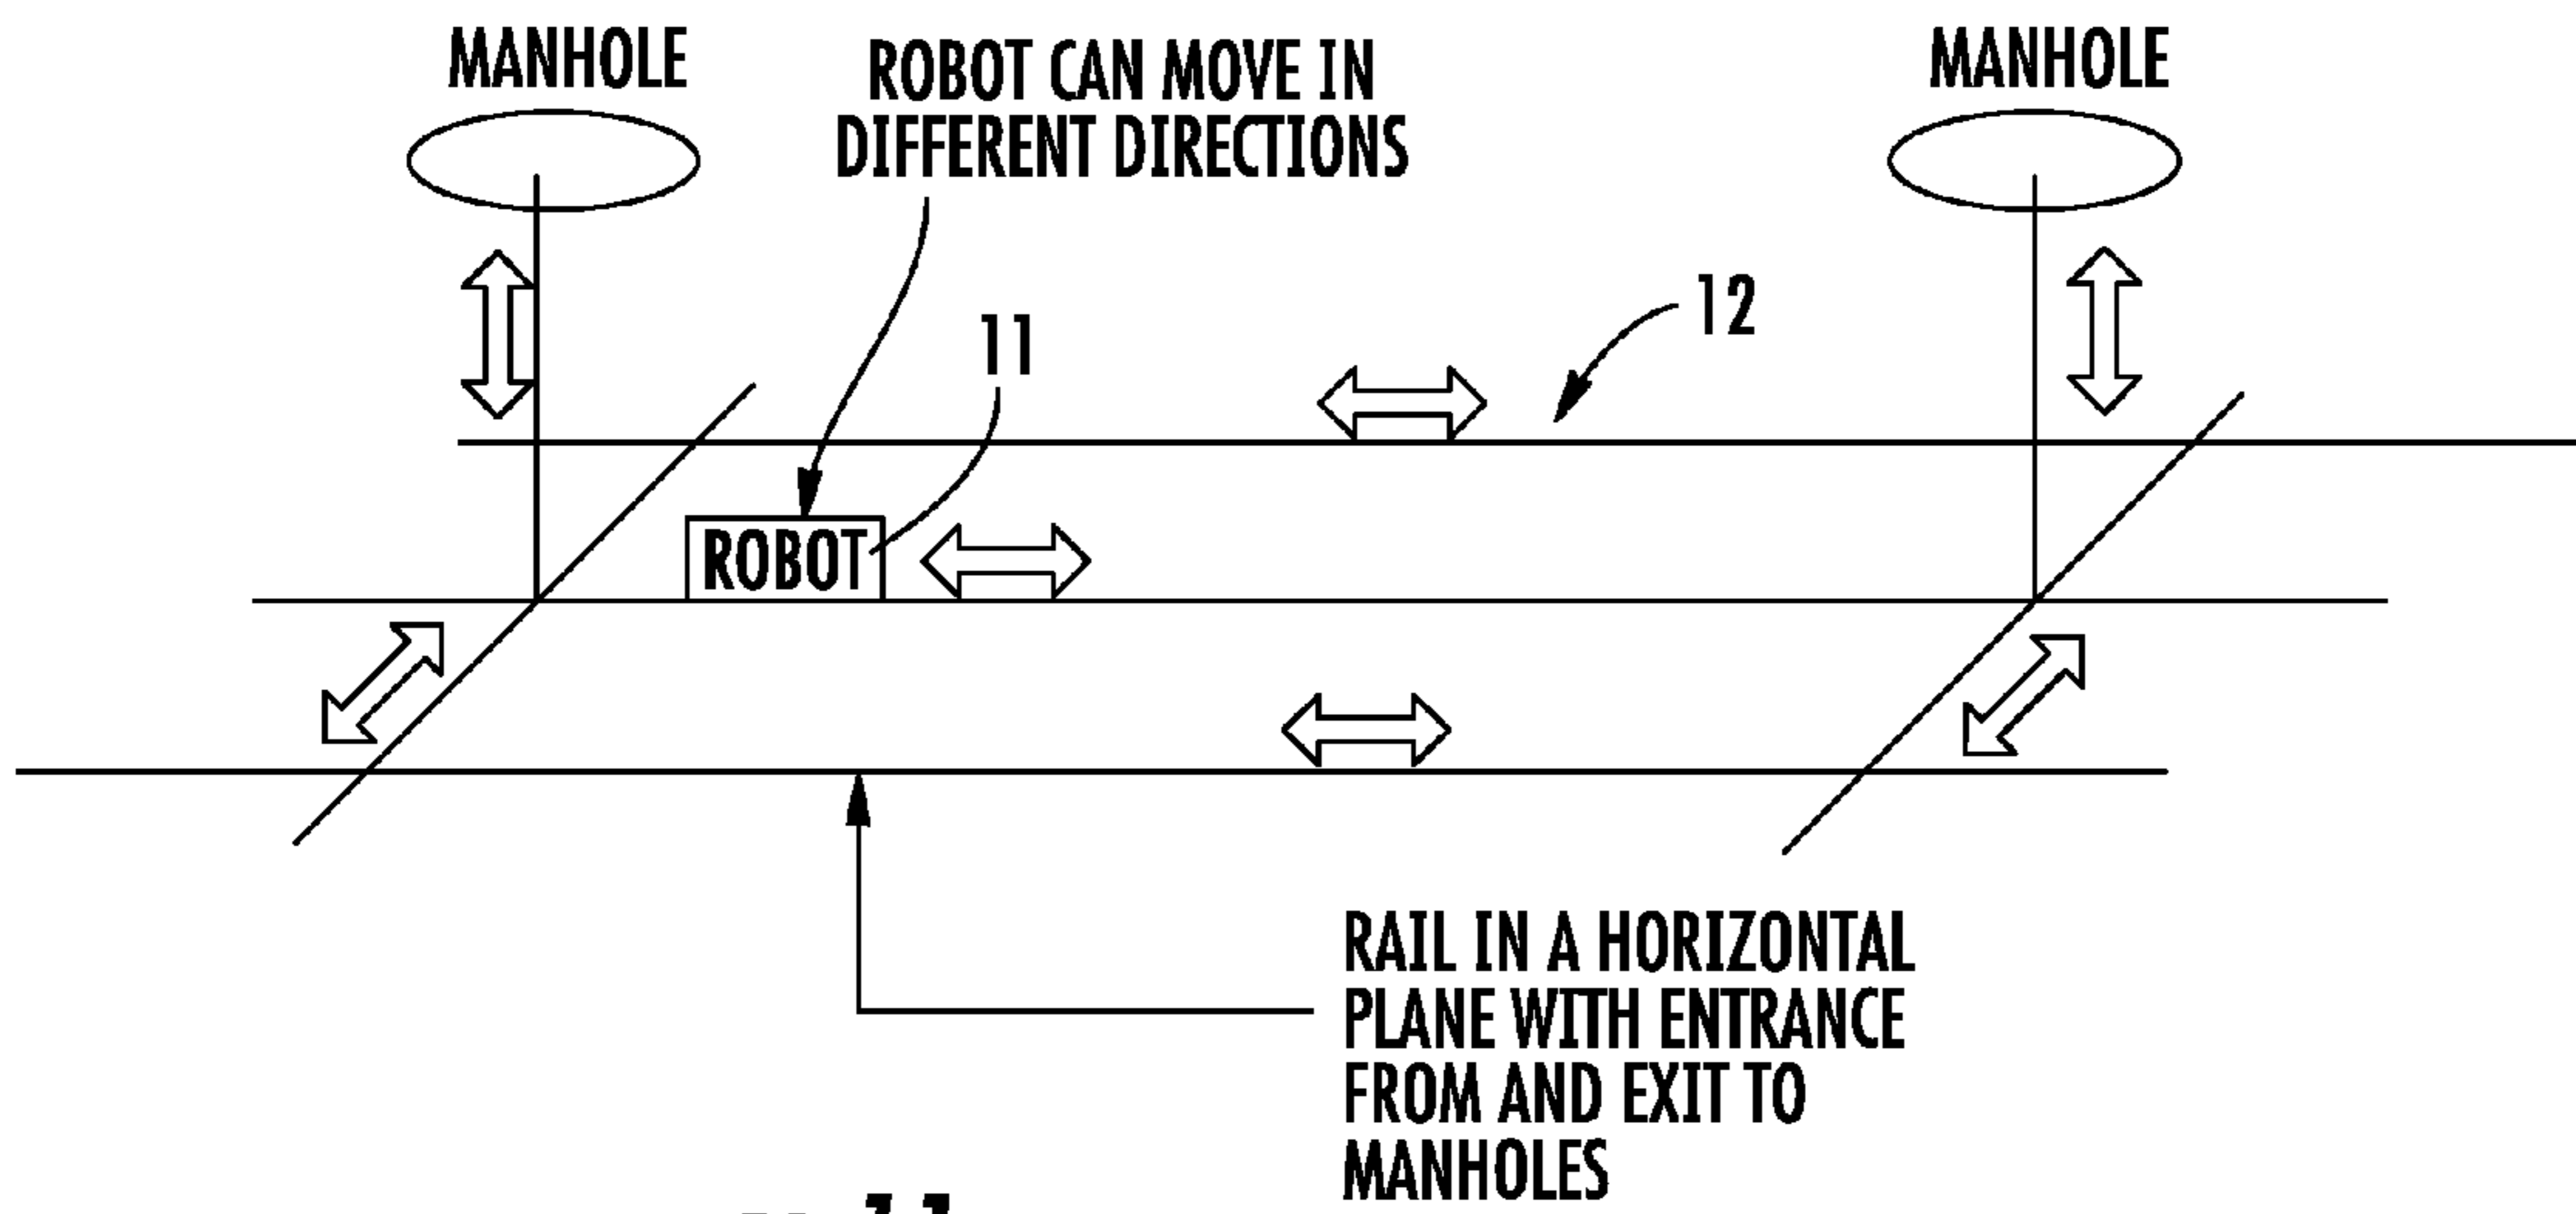 MANHOLE
ROBOT CAN MOVE IN
DIFFERENT DIRECTIONS
MANHOLE
12
11
ROBOT
RAIL IN A HORIZONTAL
PLANE WITH ENTRANCE
FROM AND EXIT TO
MANHOLES